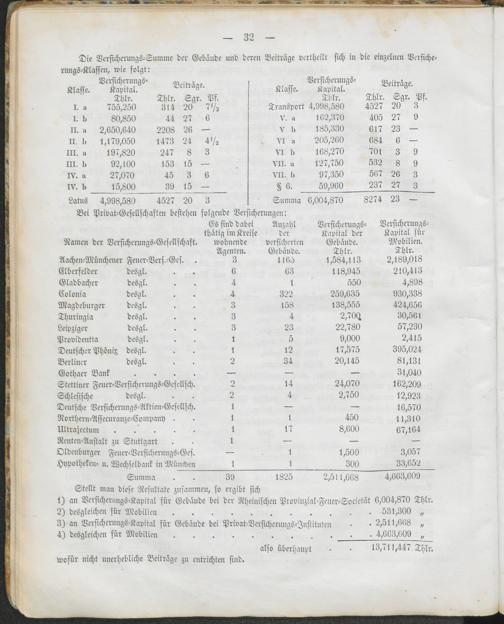 — 32 —
Die Versicherungs-Summe der Gebäude und deren Beiträge vertheilt sich in die einzelnen Versiche-
rungs-Klassen, wie folgt:
Klasse. Versicherungs-Kapital. Thlr. Beiträge. Thlr. Sgr. Pf. Klasse. Versicherungs-Kapital. Thlr. Beiträge. Thlr. Sgr. Pf.
I. a 755,250 314 20 7½ Transport 4,998,580 4527 20 3
I. b 80,850 44 27 6 V. a 162,370 405 27 9
II. a 2,650,640 2208 26 — V b 185,330 617 23 —
II. b 1,179,050 1473 24 4½ VI a 205,260 684 6 —
III. a 197,820 247 8 3 VI b 168,270 701 3 9
III. b 92,100 153 15 — VII. a 127,750 532 8 9
IV. a 27,070 45 3 6 VII. b 97,350 567 26 3
IV. b 15,800 39 15 — § 6. 59,960 237 27 3
Latus 4,998,580 4527 20 3 Summa 6,004,870 8274 23 —
Bei Privat-Gesellschaften bestehen folgende Versicherungen:
Namen der Versicherungs-Gesellschaft. Es sind dabei thätig im Kreise wohnende Agenten. Anzahl der versicherten Gebäude. Versicherungs-Kapital der Gebäude. Thlr. Versicherungs-Kapital für Mobilien. Thlr.
Aachen-Münchener Feuer-Vers.-Ges. . 3 1165 1,584,113 2,189,018
Elberfelder desgl. . . 6 63 118,945 210,413
Gladbacher desgl. . . 4 1 550 4,898
Colonia desgl. . . 4 322 259,635 930,338
Magdeburger desgl. . . 3 158 138,555 424,656
Thuringia desgl. . . 3 4 2,700 30,561
Leipziger desgl. . . 3 23 22,780 57,230
Providentia desgl. . . 1 5 9,000 2,415
Deutscher Phönix desgl. . . 1 12 17,575 395,024
Berliner desgl. . . 2 34 20,145 81,131
Gothaer Bank . . . — — — 31,040
Stettiner Feuer-Versicherungs-Gesellsch. 2 14 24,070 162,209
Schlesische desgl. . . 2 4 2,750 12,923
Deutsche Versicherungs-Aktien-Gesellsch. 1 — — 16,570
Northern-Assecuranze-Company . . 1 1 450 11,310
Ultrajectum . . . . 1 17 8,600 67,164
Renten-Anstalt zu Stuttgart . . 1 — — —
Oldenburger Feuer-Versicherungs-Ges. — 1 1,500 3,057
Hypotheken- u. Wechselbank in München 1 1 300 33,652
Summa . . 39 1825 2,511,668 4,663,609
Stellt man diese Resultate zusammen, so ergibt sich
1) an Versicherungs-Kapital für Gebäude bei der Rheinischen Provinzial-Feuer-Societät 6,004,870 Thlr.
2) desgleichen für Mobilien . . . . . . . . . . 531,300 „
3) an Versicherungs-Kapital für Gebäude bei Privat-Versicherungs-Instituten . . 2,511,668 „
4) desgleichen für Mobilien . . . . . . . . . . 4,663,609 „
also überhaupt . . 13,711,447 Thlr.
wofür nicht unerhebliche Beiträge zu entrichten sind.